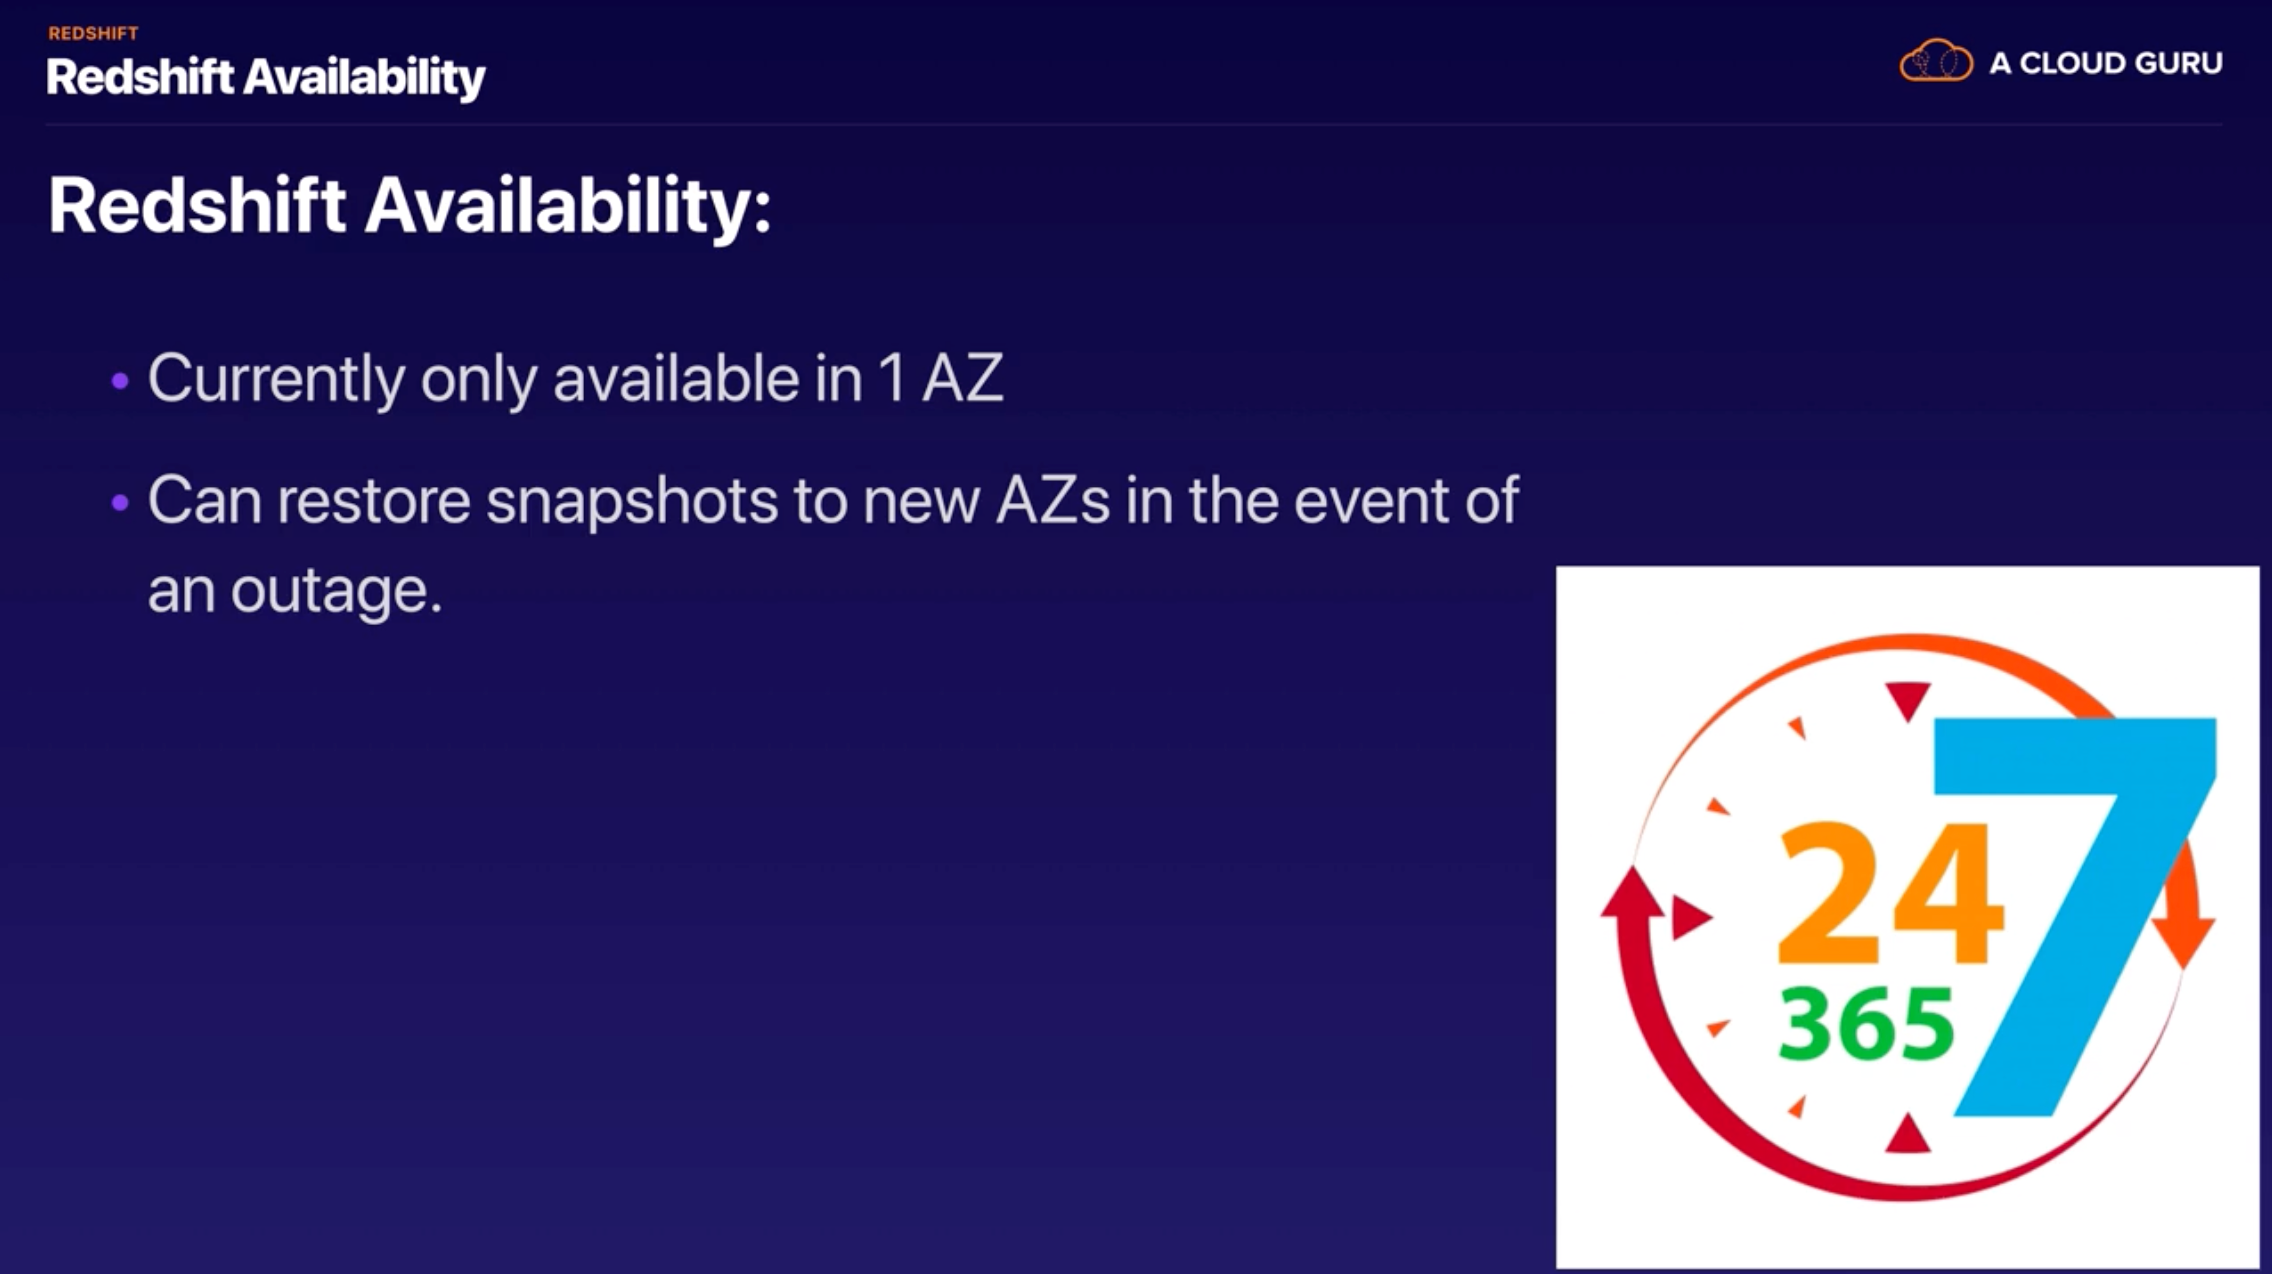 REDSHIFT
Redshift Availability
A CLOUD GURU
Redshift Availability:
• Currently only available in 1 AZ
• Can restore snapshots to new AZs in the event of
an outage.
24
7
365